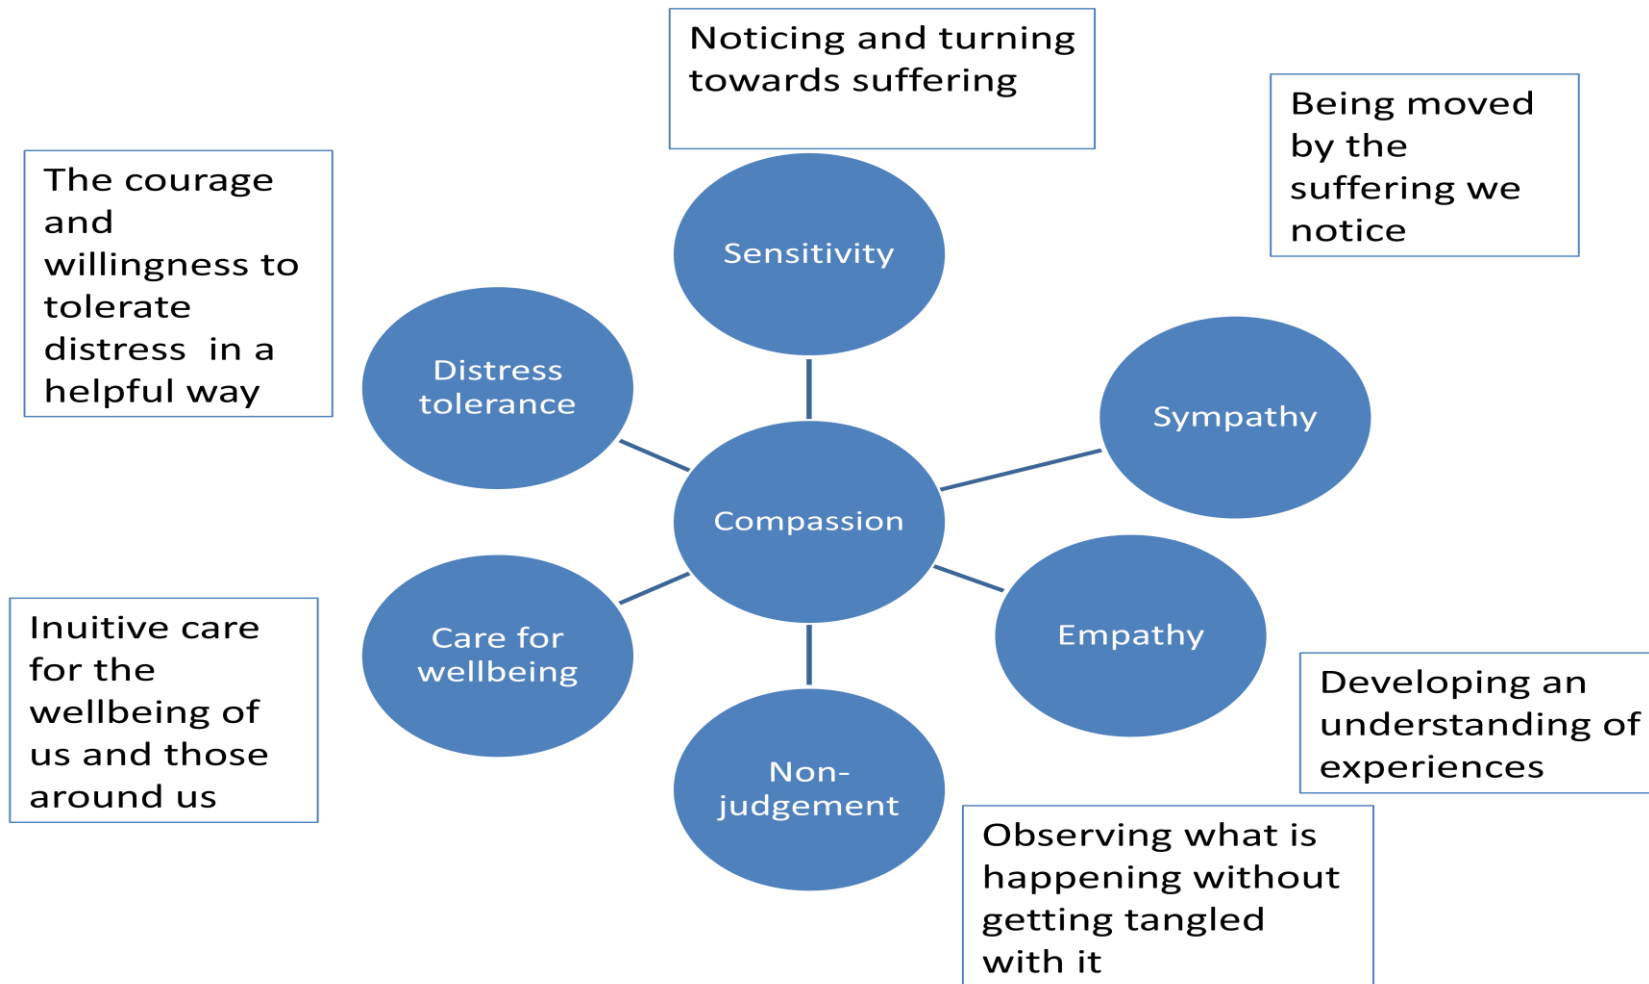 Noticing and turning
towards suffering
Being moved
by the
suffering we
notice
The courage
and
willingness to
tolerate
distress  in a
helpful way
Sensitivity
Distress
tolerance
Sympathy
Compassion
Care for
wellbeing
Empathy
Inuitive care
for the
wellbeing of
us and those
around us
Non-
judgement
Developing an
understanding of
experiences
Observing what is
happening without
getting tangled
with it